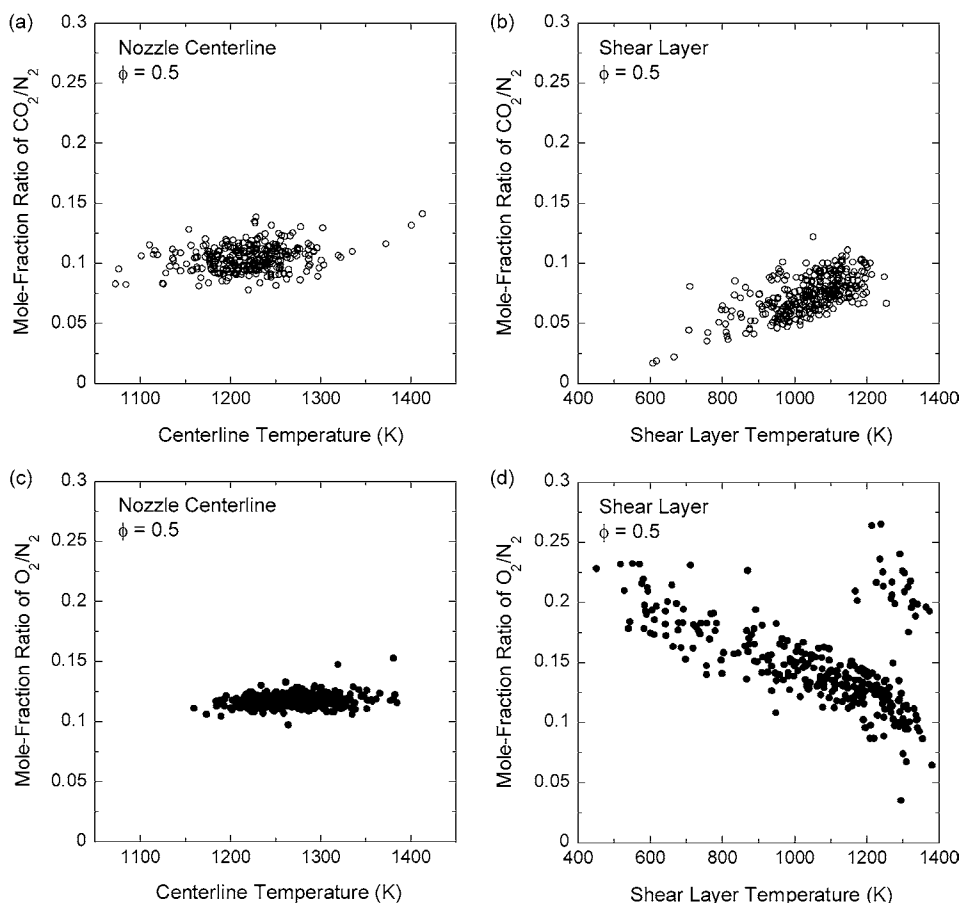 (a)
0.3
0.25
0.2
0.15
0.1
0.05
0
Mole-Fraction Ratio of CO₂/N₂
Nozzle Centerline
ϕ = 0.5
1100 1200 1300 1400
Centerline Temperature (K)
(b)
0.3
0.25
0.2
0.15
0.1
0.05
0
Mole-Fraction Ratio of CO₂/N₂
Shear Layer
ϕ = 0.5
400 600 800 1000 1200 1400
Shear Layer Temperature (K)
(c)
0.3
0.25
0.2
0.15
0.1
0.05
0
Mole-Fraction Ratio of O₂/N₂
Nozzle Centerline
ϕ = 0.5
1100 1200 1300 1400
Centerline Temperature (K)
(d)
0.3
0.25
0.2
0.15
0.1
0.05
0
Mole-Fraction Ratio of O₂/N₂
Shear Layer
ϕ = 0.5
400 600 800 1000 1200 1400
Shear Layer Temperature (K)